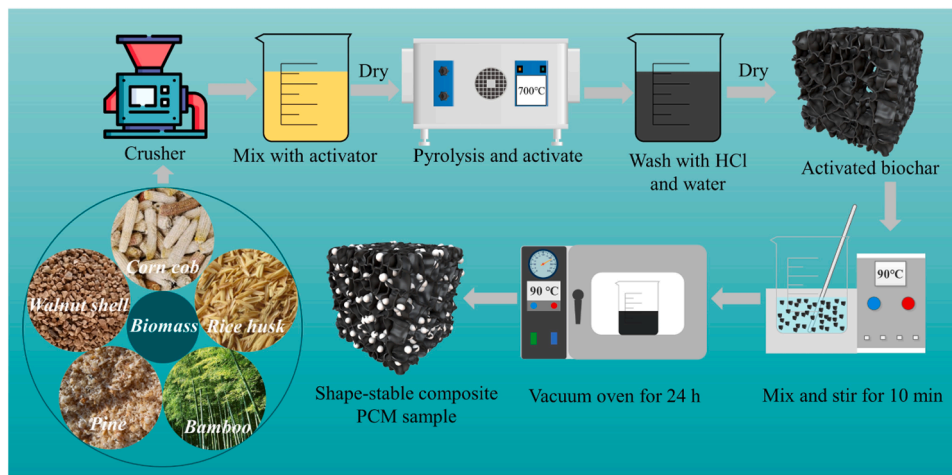 Dry
Dry
700℃
Crusher
Mix with activator
Pyrolysis and activate
Wash with HCl
and water
Activated biochar
Corn cob
Walnut shell
Biomass
Rice husk
Pine
Bamboo
90 ℃
90℃
Shape-stable composite
PCM sample
Vacuum oven for 24 h
Mix and stir for 10 min